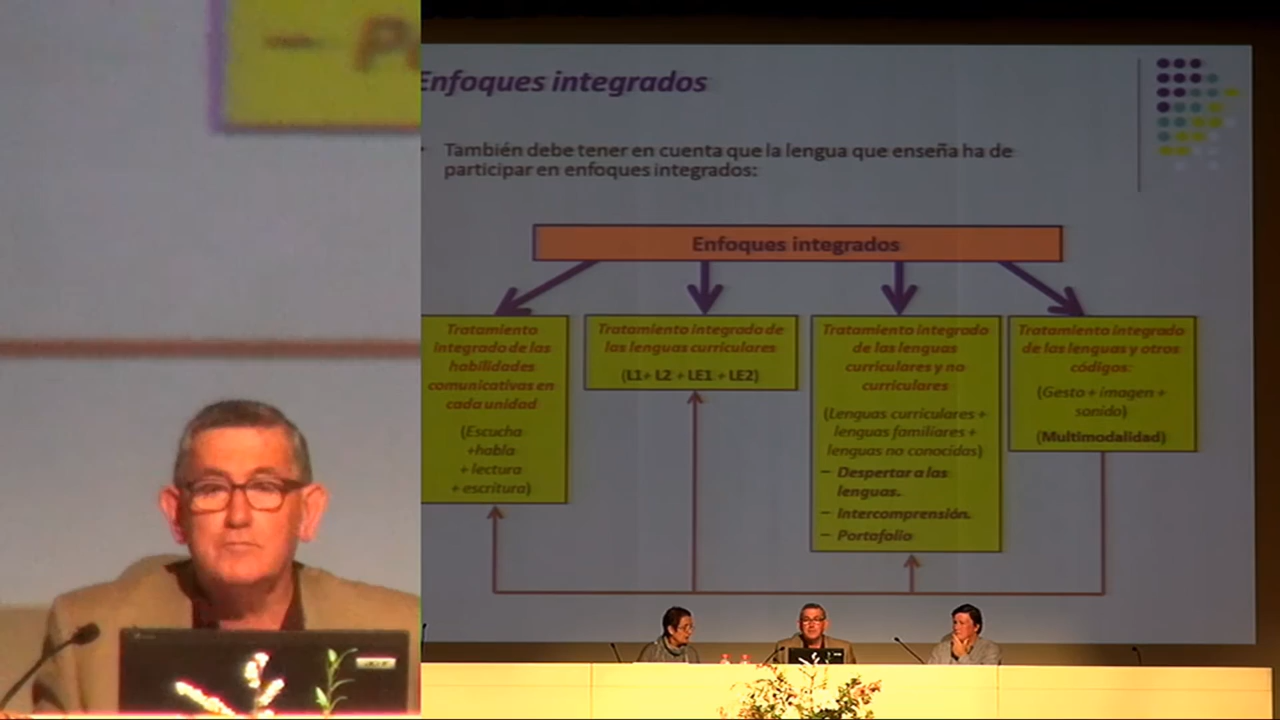 Enfoques integrados
También debe tener en cuenta que la lengua que enseña ha de
participar en enfoques integrados:
Enfoques integrados
Tratamiento
integrado de las
habilidades
comunicativas en
cada unidad
(Escucha
+habla
+ lectura
+ escritura)
Tratamiento integrado de
las lenguas curriculares
(L1+ L2 + LE1 + LE2)
Tratamiento integrado
de las lenguas
curriculares y no
curriculares
(Lenguas curriculares +
lenguas familiares +
lenguas no conocidas)
– Despertar a las
lenguas.
– Intercomprensión.
– Portafolio
Tratamiento integrado
de las lenguas y otros
códigos:
(Gesto + imagen +
sonido)
(Multimodalidad)